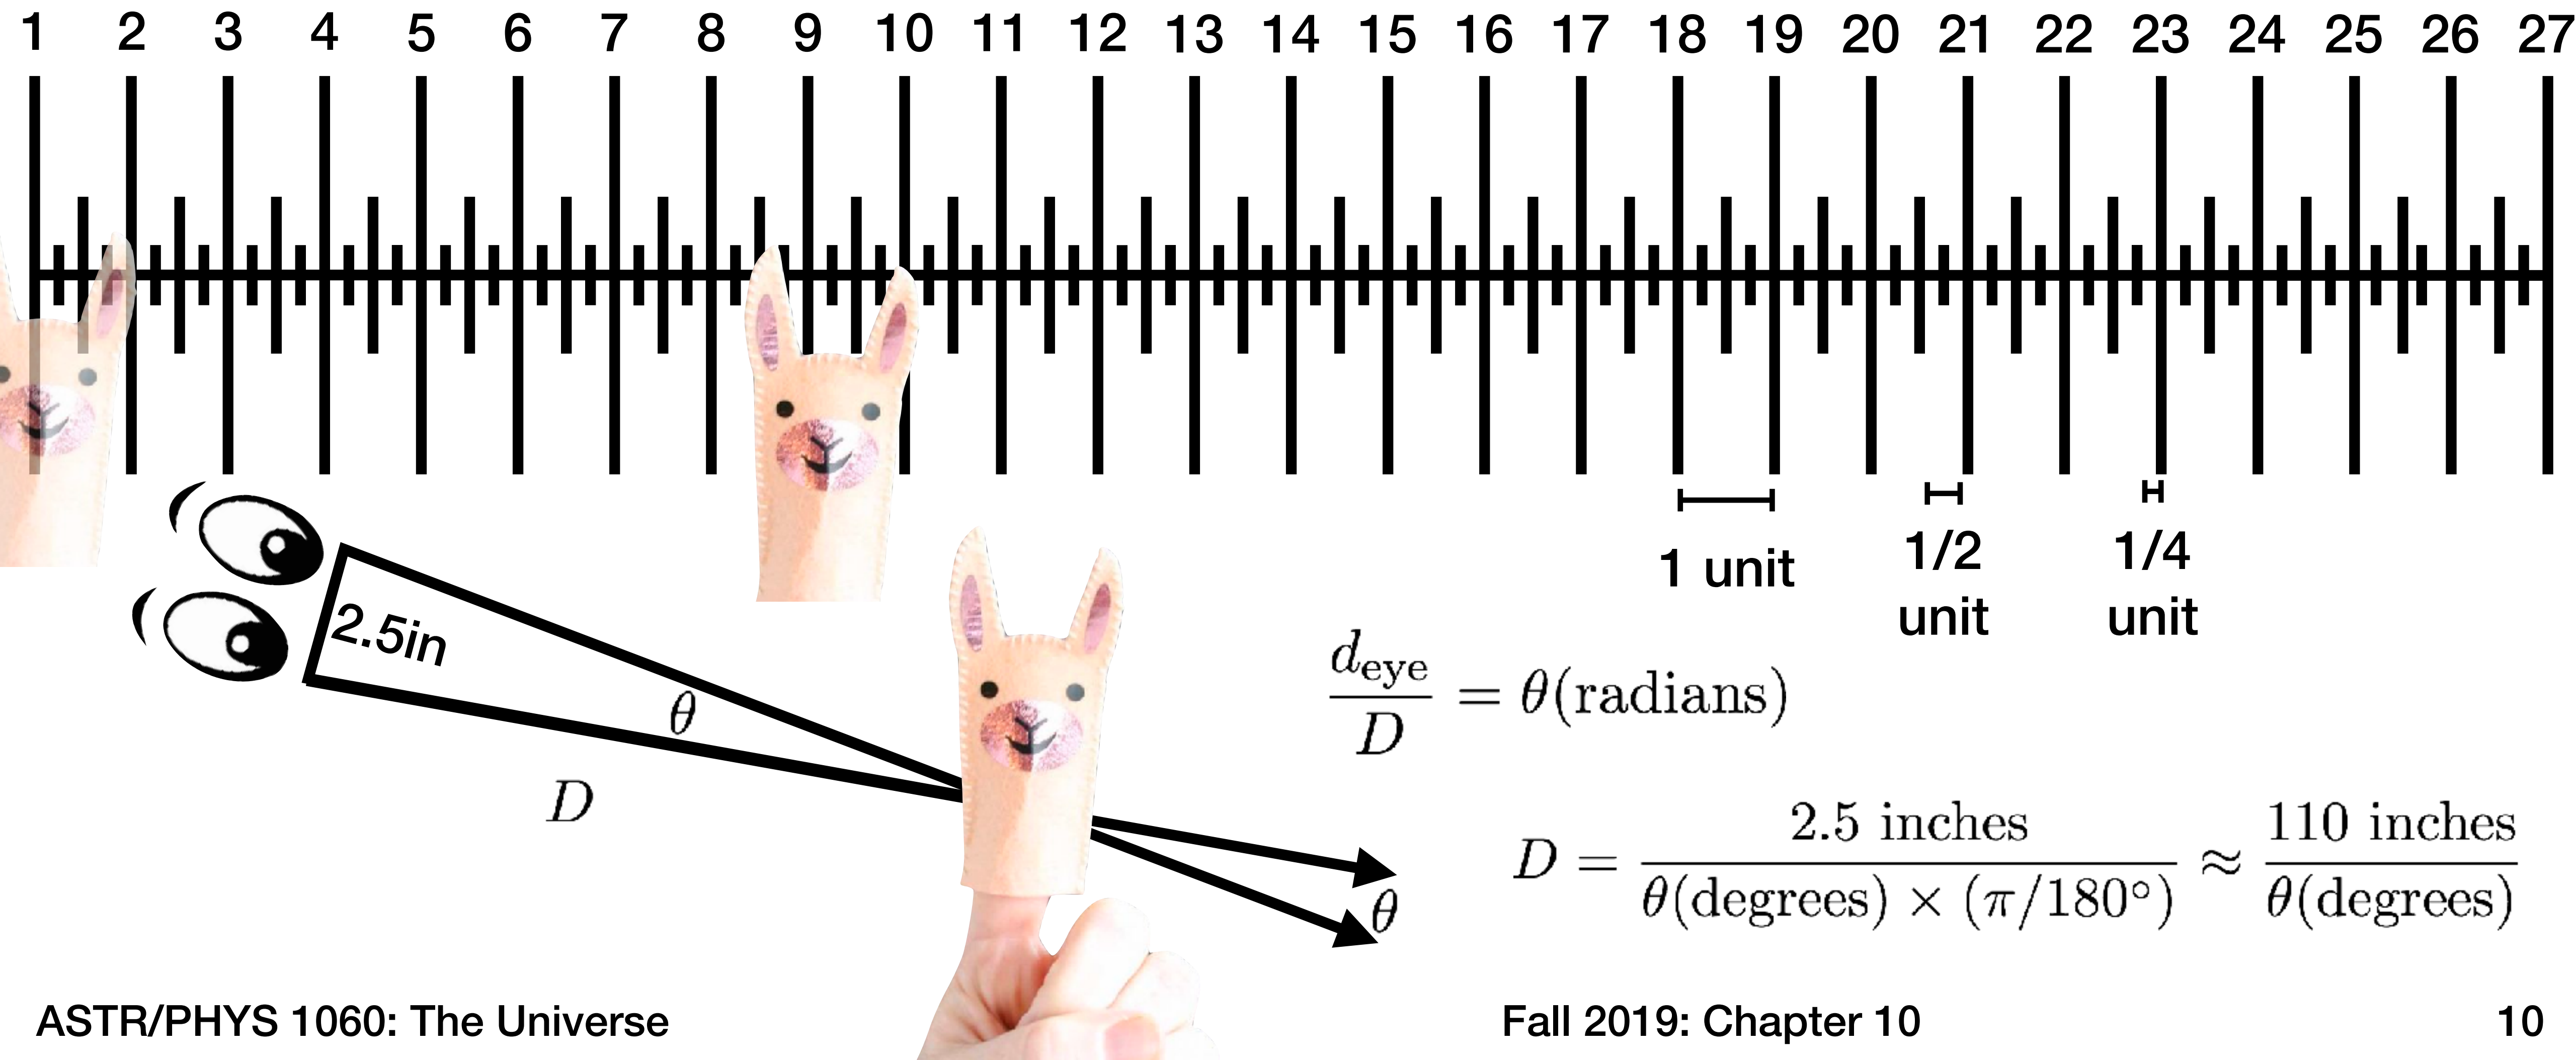 1 2 3 4 5 6 7 8 9 10 11 12 13 14 15 16 17 18 19 20 21 22 23 24 25 26 27
1 unit
1/2
unit
1/4
unit
2.5in
θ
D
θ
d_eye/D = θ(radians)
D = 2.5 inches/θ(degrees) × (π/180°) ≈ 110 inches/θ(degrees)
ASTR/PHYS 1060: The Universe
Fall 2019: Chapter 10
10